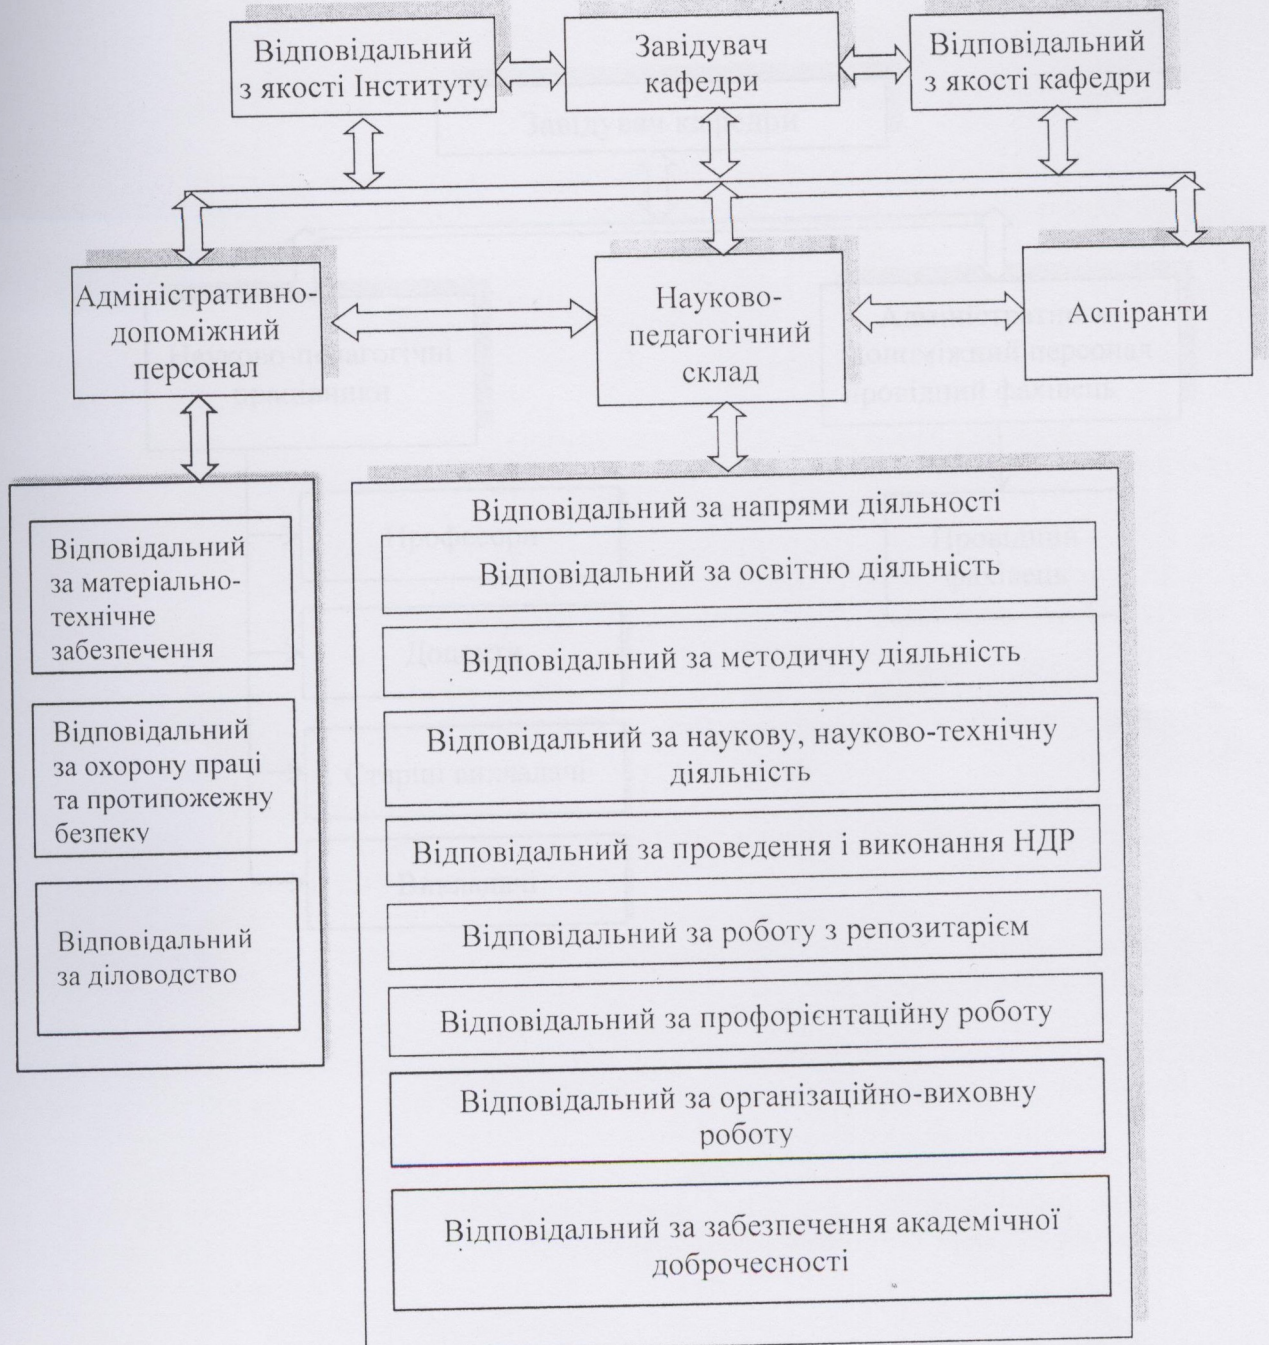 Відповідальний
з якості Інституту
Завідувач
кафедри
Відповідальний
з якості кафедри
Адміністративно-
допоміжний
персонал
Науково-
педагогічний
склад
Аспіранти
Відповідальний
за матеріально-
технічне
забезпечення
Відповідальний
за охорону праці
та протипожежну
безпеку
Відповідальний
за діловодство
Відповідальний за напрями діяльності
Відповідальний за освітню діяльність
Відповідальний за методичну діяльність
Відповідальний за наукову, науково-технічну
діяльність
Відповідальний за проведення і виконання НДР
Відповідальний за роботу з репозитарієм
Відповідальний за профорієнтаційну роботу
Відповідальний за організаційно-виховну
роботу
Відповідальний за забезпечення академічної
доброчесності